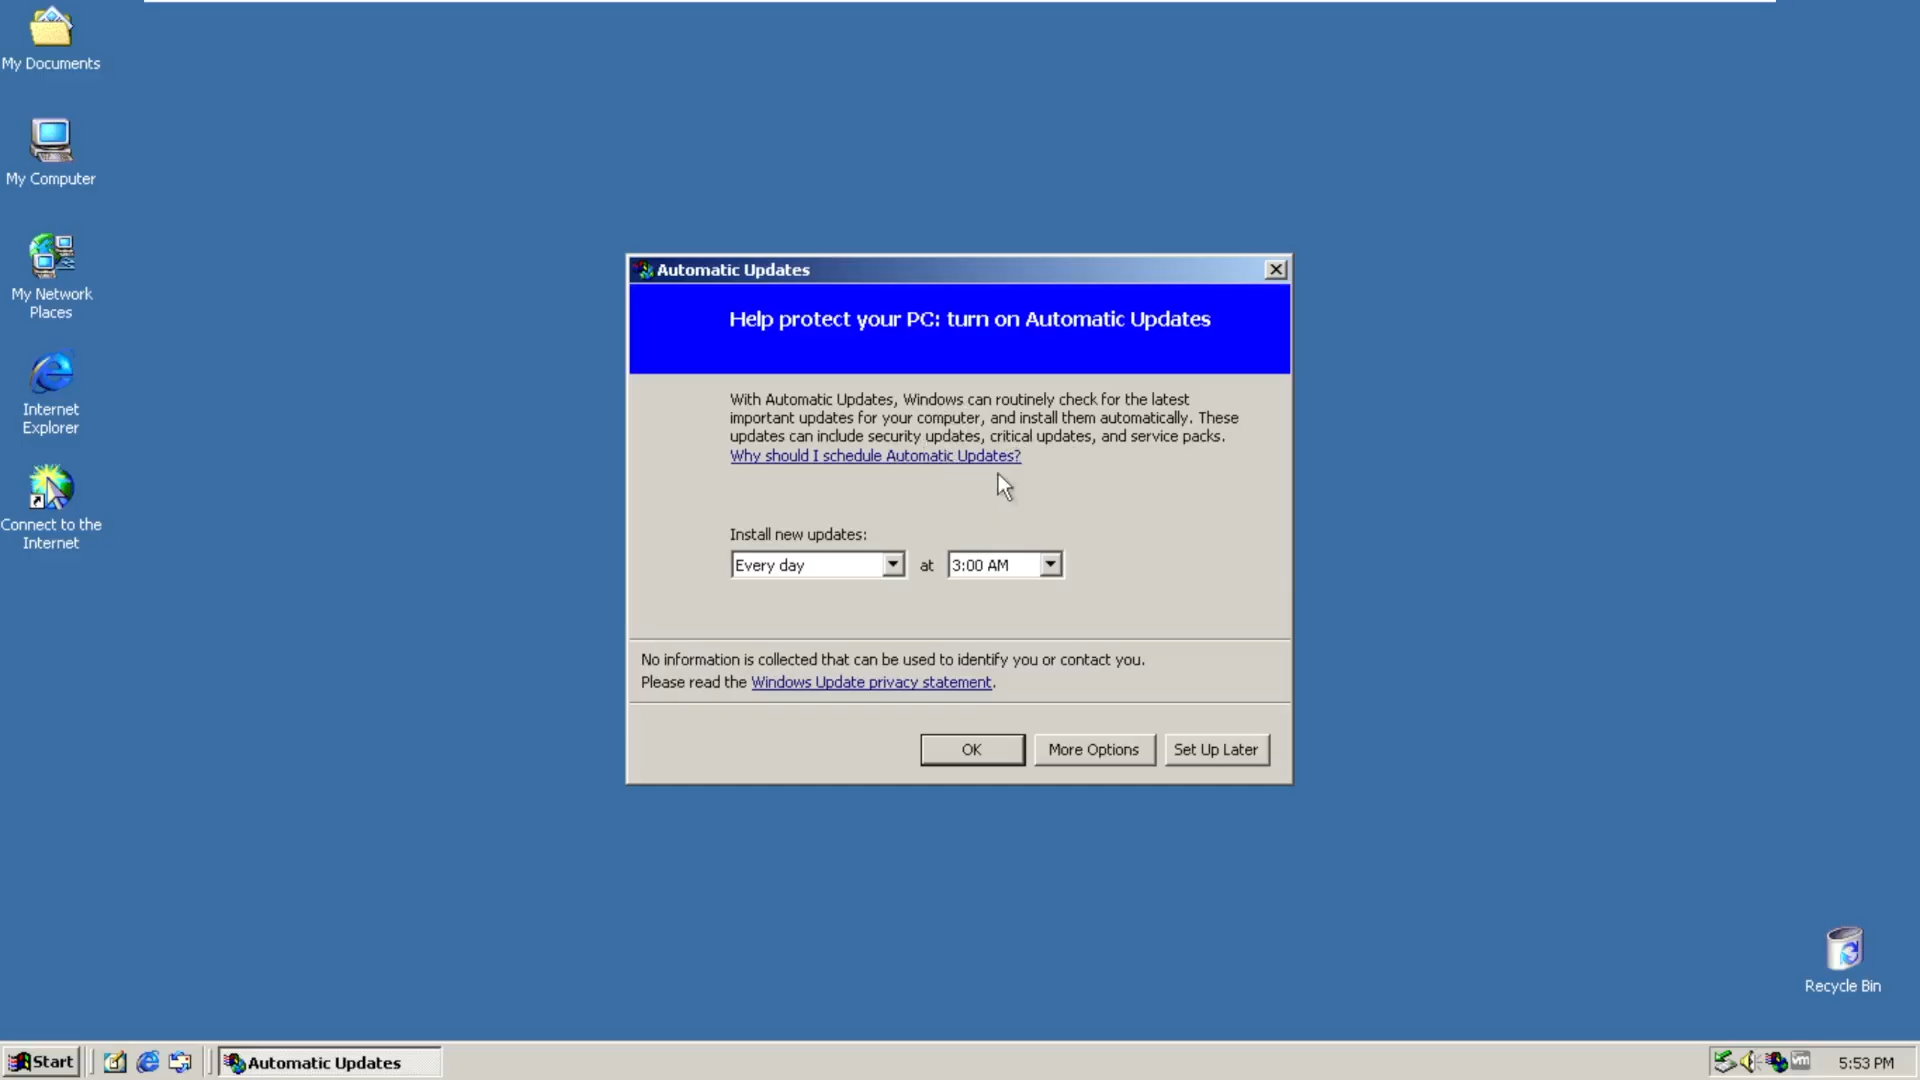 My Documents
My Computer
My Network
Places
Internet
Explorer
Connect to the
Internet
Automatic Updates
Help protect your PC: turn on Automatic Updates
With Automatic Updates, Windows can routinely check for the latest
important updates for your computer, and install them automatically. These
updates can include security updates, critical updates, and service packs.
Why should I schedule Automatic Updates?
Install new updates:
Every day at 3:00 AM
No information is collected that can be used to identify you or contact you.
Please read the Windows Update privacy statement.
OK More Options Set Up Later
Recycle Bin
Start Automatic Updates vm 5:53 PM